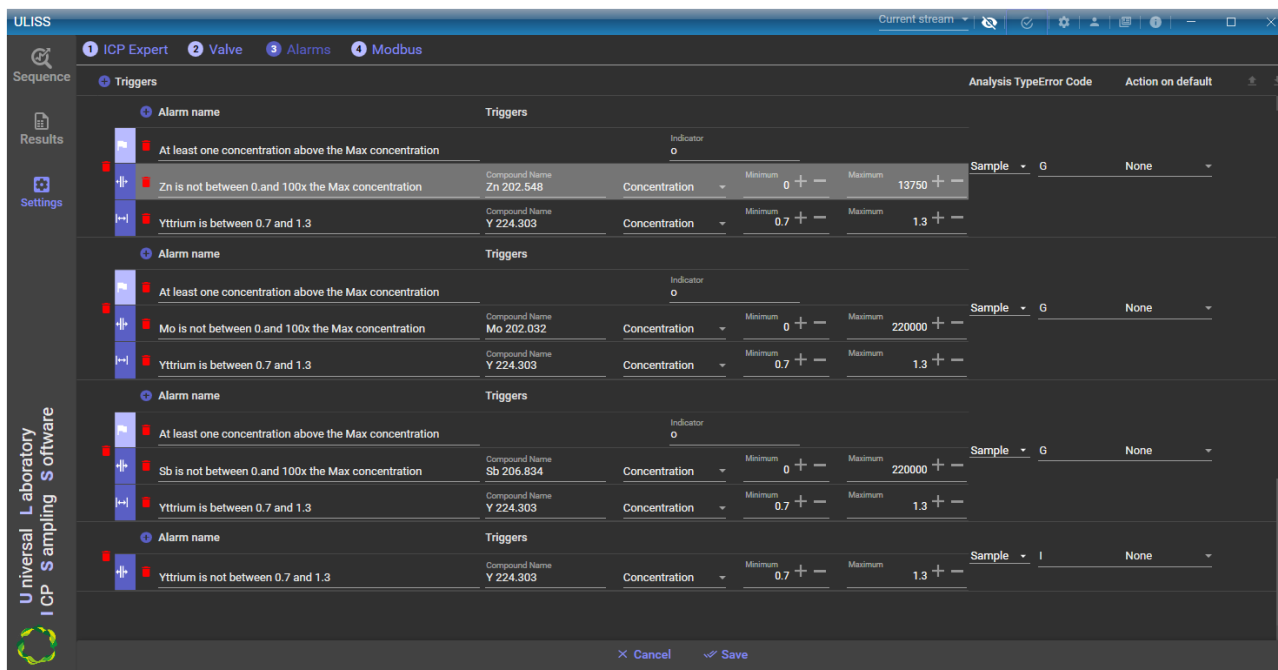 ULISS
Current stream
1 ICP Expert 2 Valve 3 Alarms 4 Modbus
Sequence
Results
Settings
Triggers Analysis Type Error Code Action on default
Alarm name Triggers
At least one concentration above the Max concentration Indicator o
Sample G None
Zn is not between 0.and 100x the Max concentration Compound Name Zn 202.548 Concentration Minimum 0 + − Maximum 13750 + −
Yttrium is between 0.7 and 1.3 Compound Name Y 224.303 Concentration Minimum 0.7 + − Maximum 1.3 + −
Alarm name Triggers
At least one concentration above the Max concentration Indicator o
Sample G None
Mo is not between 0.and 100x the Max concentration Compound Name Mo 202.032 Concentration Minimum 0 + − Maximum 220000 + −
Yttrium is between 0.7 and 1.3 Compound Name Y 224.303 Concentration Minimum 0.7 + − Maximum 1.3 + −
Alarm name Triggers
At least one concentration above the Max concentration Indicator o
Sample G None
Sb is not between 0.and 100x the Max concentration Compound Name Sb 206.834 Concentration Minimum 0 + − Maximum 220000 + −
Yttrium is between 0.7 and 1.3 Compound Name Y 224.303 Concentration Minimum 0.7 + − Maximum 1.3 + −
Alarm name Triggers
Sample I None
Yttrium is not between 0.7 and 1.3 Compound Name Y 224.303 Concentration Minimum 0.7 + − Maximum 1.3 + −
Universal Laboratory
ICP Sampling Software
Cancel Save